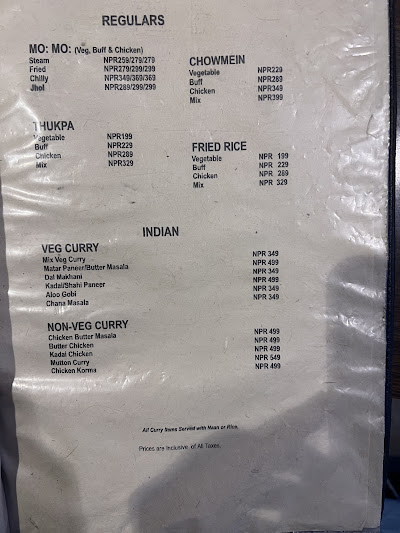 REGULARS
MO: MO: (Veg, Buff & Chicken)
Steam NPR259/279/279
Fried NPR279/299/299
Chilly NPR349/369/369
Jhol NPR289/299/299
CHOWMEIN
Vegetable NPR229
Buff NPR289
Chicken NPR349
Mix NPR399
THUKPA
Vegetable NPR199
Buff NPR229
Chicken NPR289
Mix NPR329
FRIED RICE
Vegetable NPR 199
Buff NPR 229
Chicken NPR 289
Mix NPR 329
INDIAN
VEG CURRY
Mix Veg Curry NPR 349
Matar Paneer/Butter Masala NPR 499
Dal Makhani NPR 349
Kadai/Shahi Paneer NPR 499
Aloo Gobi NPR 349
Chana Masala NPR 349
NON-VEG CURRY
Chicken Butter Masala NPR 499
Butter Chicken NPR 499
Kadai Chicken NPR 499
Mutton Curry NPR 549
Chicken Korma NPR 499
All Curry Items Served with Naan or Rice.
Prices are Inclusive of All Taxes.